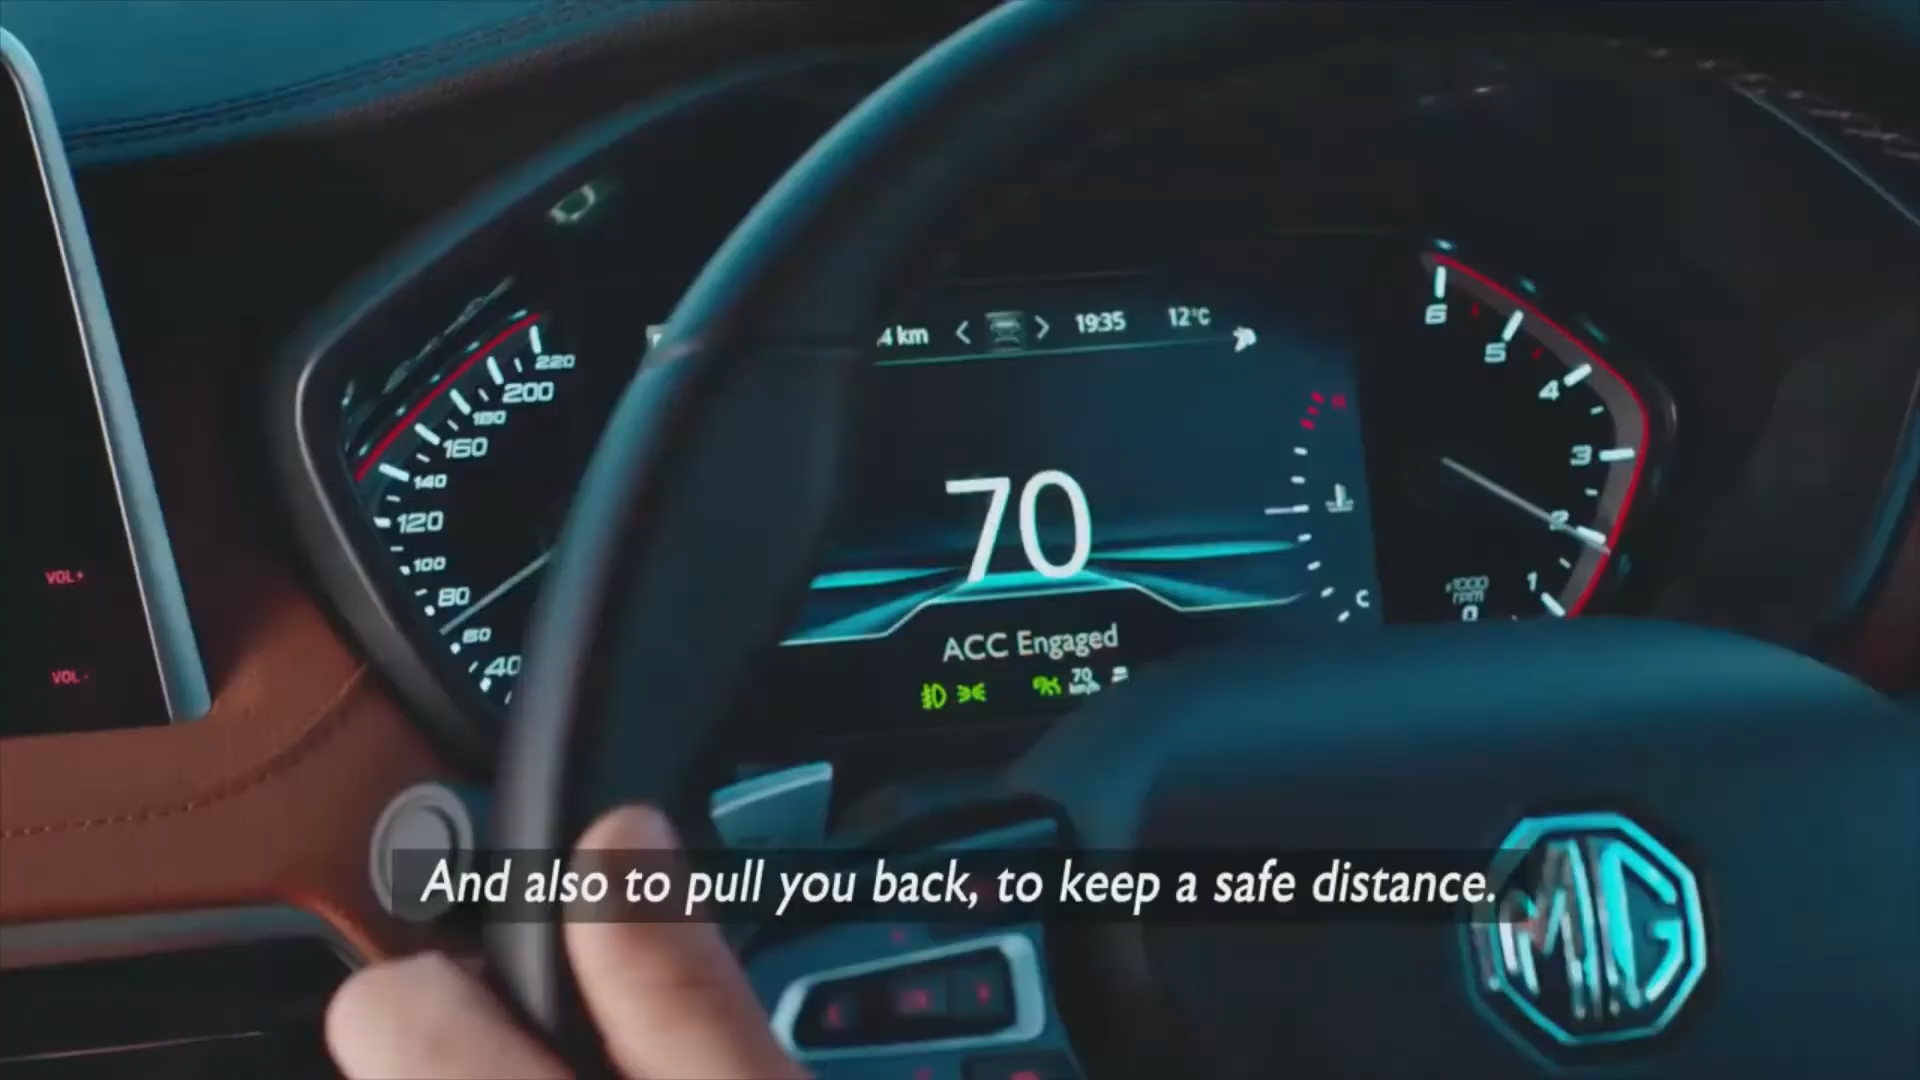 .4 km
19:35
12°C
220
200
180
160
140
120
100
80
60
40
6
5
4
3
2
1
0
x1000
rpm
H
C
70
ACC Engaged
70
km/h
VOL+
VOL-
And also to pull you back, to keep a safe distance.
MG